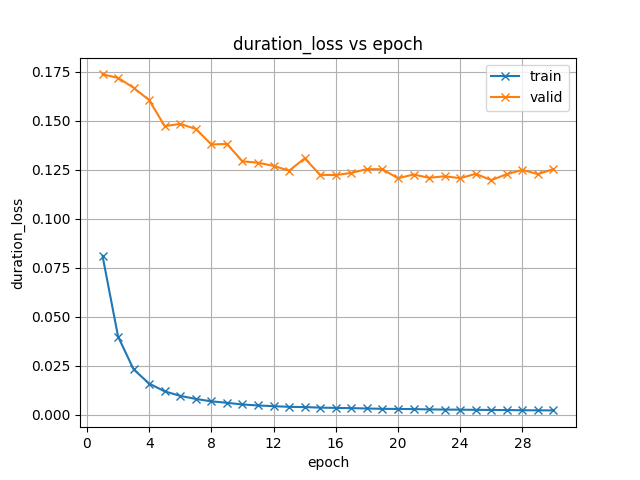 duration_loss vs epoch
train
valid
0.175
0.150
0.125
0.100
0.075
0.050
0.025
0.000
duration_loss
0 4 8 12 16 20 24 28
epoch